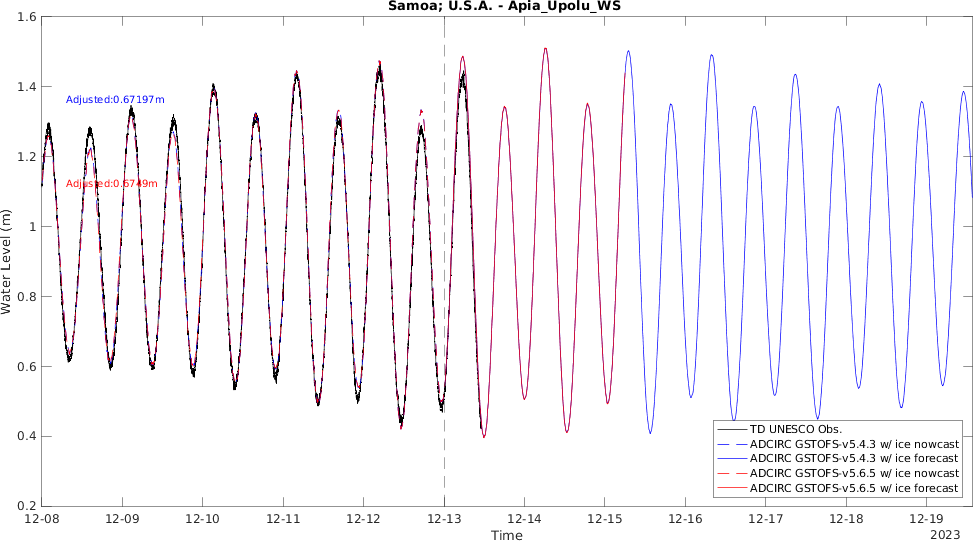 Samoa; U.S.A. - Apia_Upolu_WS
1.6
1.4
1.2
1
0.8
0.6
0.4
0.2
Water Level (m)
Adjusted:0.67197m
Adjusted:0.6749m
TD UNESCO Obs.
ADCIRC GSTOFS-v5.4.3 w/ ice nowcast
ADCIRC GSTOFS-v5.4.3 w/ ice forecast
ADCIRC GSTOFS-v5.6.5 w/ ice nowcast
ADCIRC GSTOFS-v5.6.5 w/ ice forecast
12-08 12-09 12-10 12-11 12-12 12-13 12-14 12-15 12-16 12-17 12-18 12-19
Time
2023